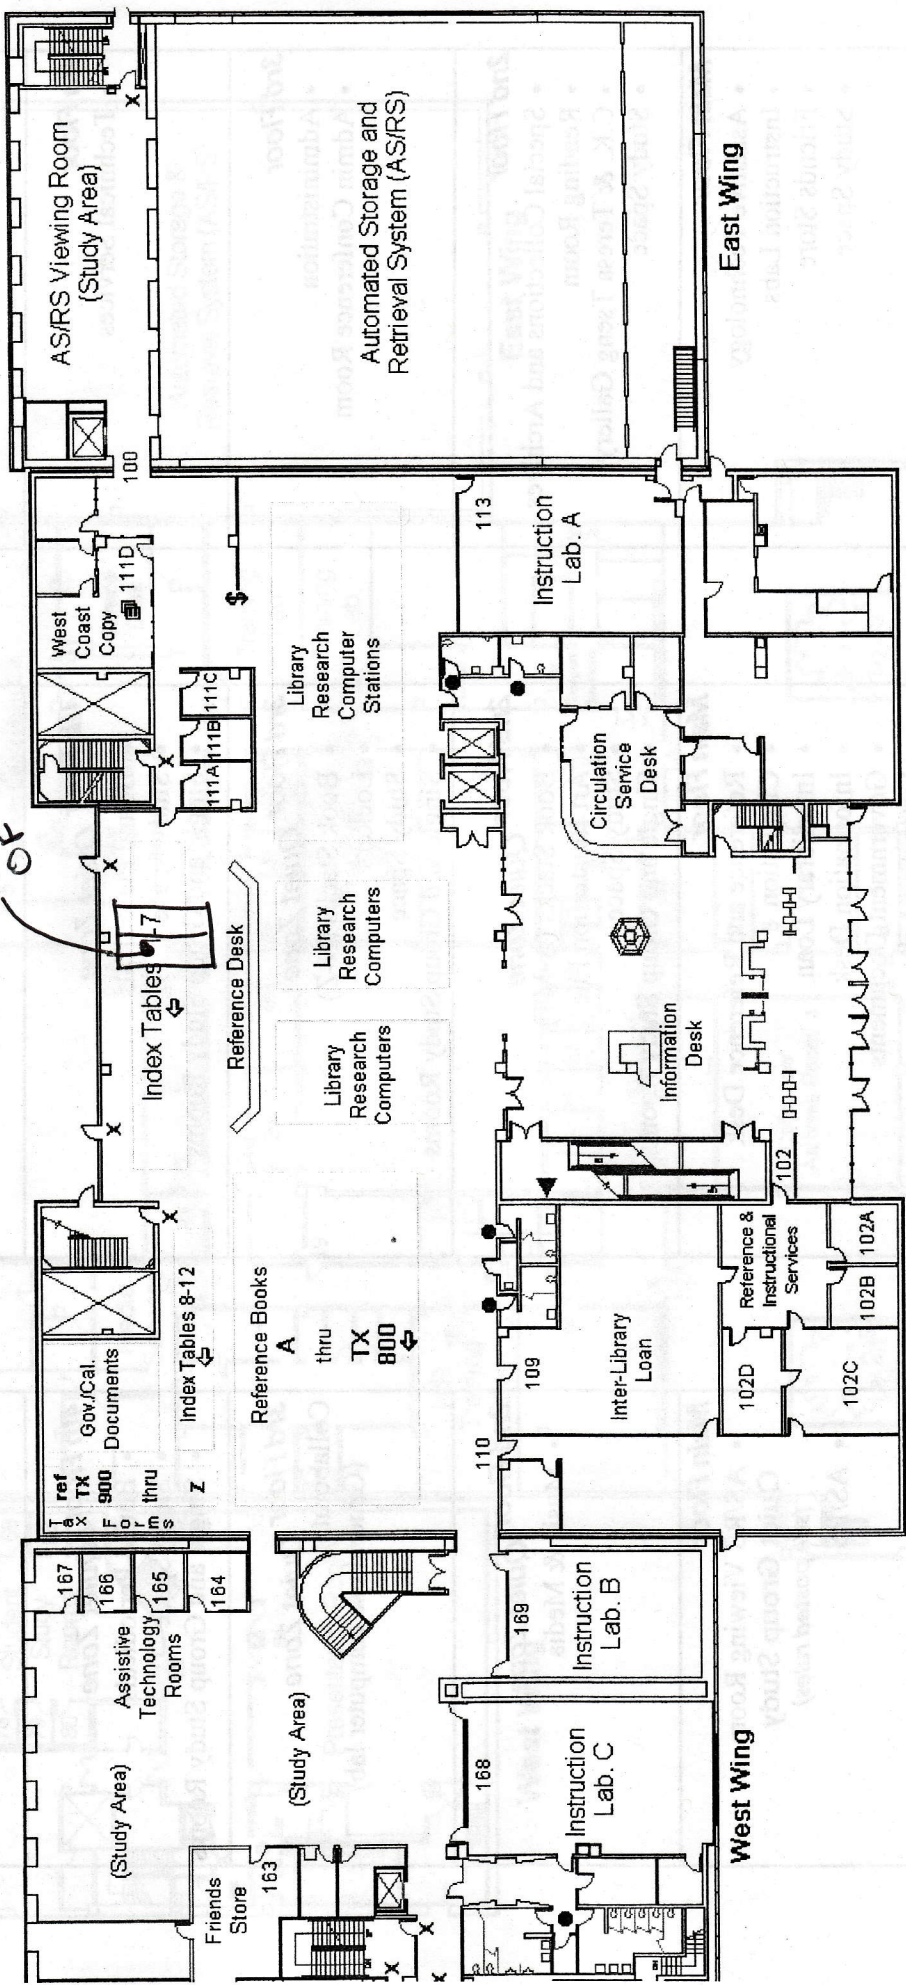 AS/RS Viewing Room
(Study Area)
Automated Storage and
Retrieval System (AS/RS)
East Wing
100
West
Coast
Copy
111D
111C
111B
111A
$
Library
Research
Computer
Stations
113
Instruction
Lab. A
Circulation
Service
Desk
X
X
OK
X
Index Tables 1-7
Reference Desk
Library
Research
Computers
Library
Research
Computers
Information
Desk
X
X
102
Gov./Cal.
Documents
Index Tables 8-12
Reference Books
A
thru
TX
800
ref
TX
900
thru
Z
Tax Forms
109
110
Inter-Library
Loan
Reference &
Instructional
Services
102A
102B
102C
102D
167
166
165
164
Assistive
Technology
Rooms
(Study Area)
(Study Area)
169
Instruction
Lab. B
168
Instruction
Lab. C
Friends
Store
163
X
X
X
West Wing